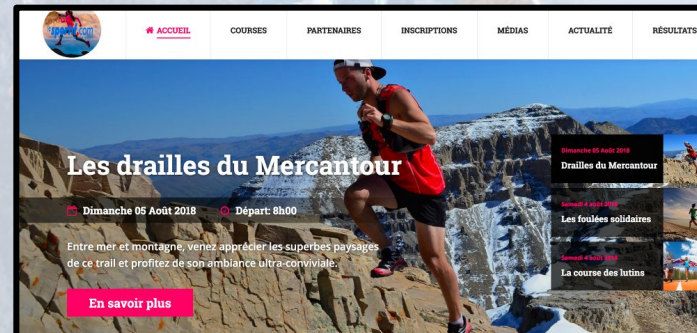 ACCUEIL
COURSES
PARTENAIRES
INSCRIPTIONS
MÉDIAS
ACTUALITÉ
RÉSULTATS
Les drailles du Mercantour
Dimanche 05 Août 2018
Départ: 8h00
Entre mer et montagne, venez apprécier les superbes paysages
de ce trail et profitez de son ambiance ultra-conviviale.
En savoir plus
Dimanche 05 Août 2018
Drailles du Mercantour
Samedi 4 août 2018
Les foulées solidaires
Samedi 4 août 2018
La course des lutins